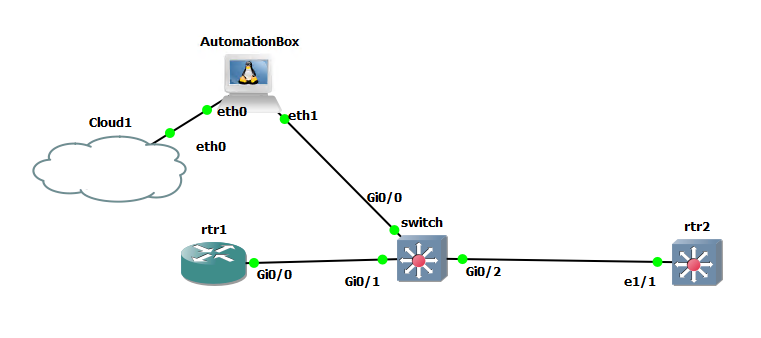 AutomationBox
eth0
eth1
Cloud1
eth0
Gi0/0
switch
rtr1
rtr2
Gi0/0
Gi0/1
Gi0/2
e1/1